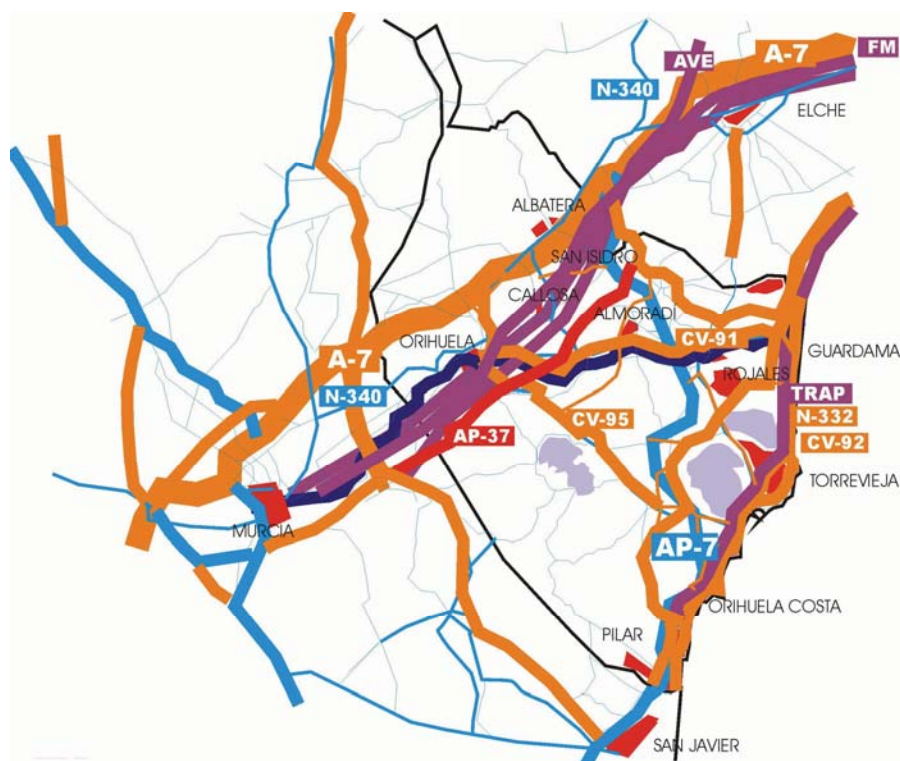 A-7
FM
AVE
N-340
ELCHE
ALBATERA
SAN ISIDRO
CALLOSA
ALMORADÍ
ORIHUELA
CV-91
GUARDAMA
A-7
ROJALES
N-340
TRAP
N-332
AP-37
CV-95
CV-92
TORREVIEJA
MURCIA
AP-7
ORIHUELA COSTA
PILAR
SAN JAVIER